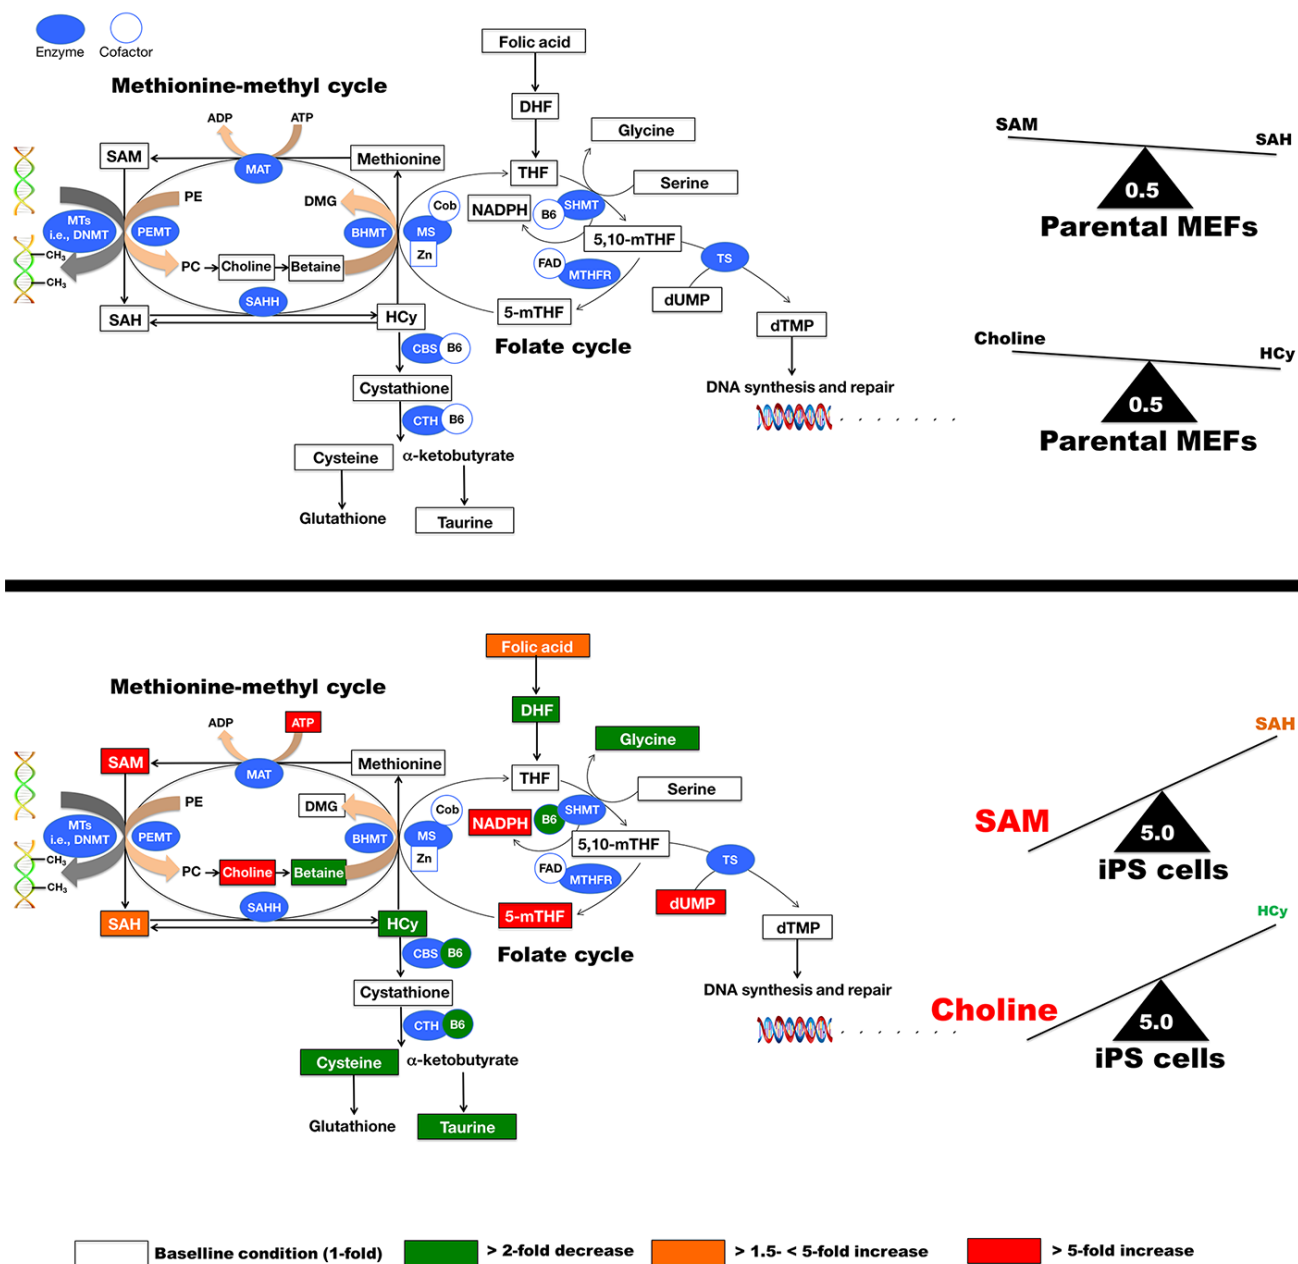 Enzyme
Cofactor
Folic acid
Methionine-methyl cycle
DHF
ADP
ATP
Glycine
SAM
SAH
SAM
MAT
Methionine
THF
Serine
0.5
Parental MEFs
PE
DMG
Cob
NADPH
B6
SHMT
MTs
i.e., DNMT
PEMT
BHMT
MS
5,10-mTHF
CH3
Zn
FAD
MTHFR
TS
PC
Choline
Betaine
CH3
SAHH
dUMP
SAH
HCy
5-mTHF
dTMP
Choline
HCy
CBS
B6
Folate cycle
0.5
Parental MEFs
Cystathione
DNA synthesis and repair
CTH
B6
Cysteine
α-ketobutyrate
Glutathione
Taurine
Folic acid
Methionine-methyl cycle
DHF
ADP
ATP
Glycine
SAH
SAM
MAT
Methionine
THF
Serine
PE
DMG
Cob
NADPH
B6
SHMT
SAM
5.0
iPS cells
MTs
i.e., DNMT
PEMT
BHMT
MS
5,10-mTHF
CH3
Zn
FAD
MTHFR
TS
PC
Choline
Betaine
CH3
SAHH
dUMP
SAH
HCy
5-mTHF
dTMP
HCy
CBS
B6
Folate cycle
Cystathione
DNA synthesis and repair
Choline
5.0
iPS cells
CTH
B6
Cysteine
α-ketobutyrate
Glutathione
Taurine
Baselline condition (1-fold)
> 2-fold decrease
> 1.5- < 5-fold increase
> 5-fold increase